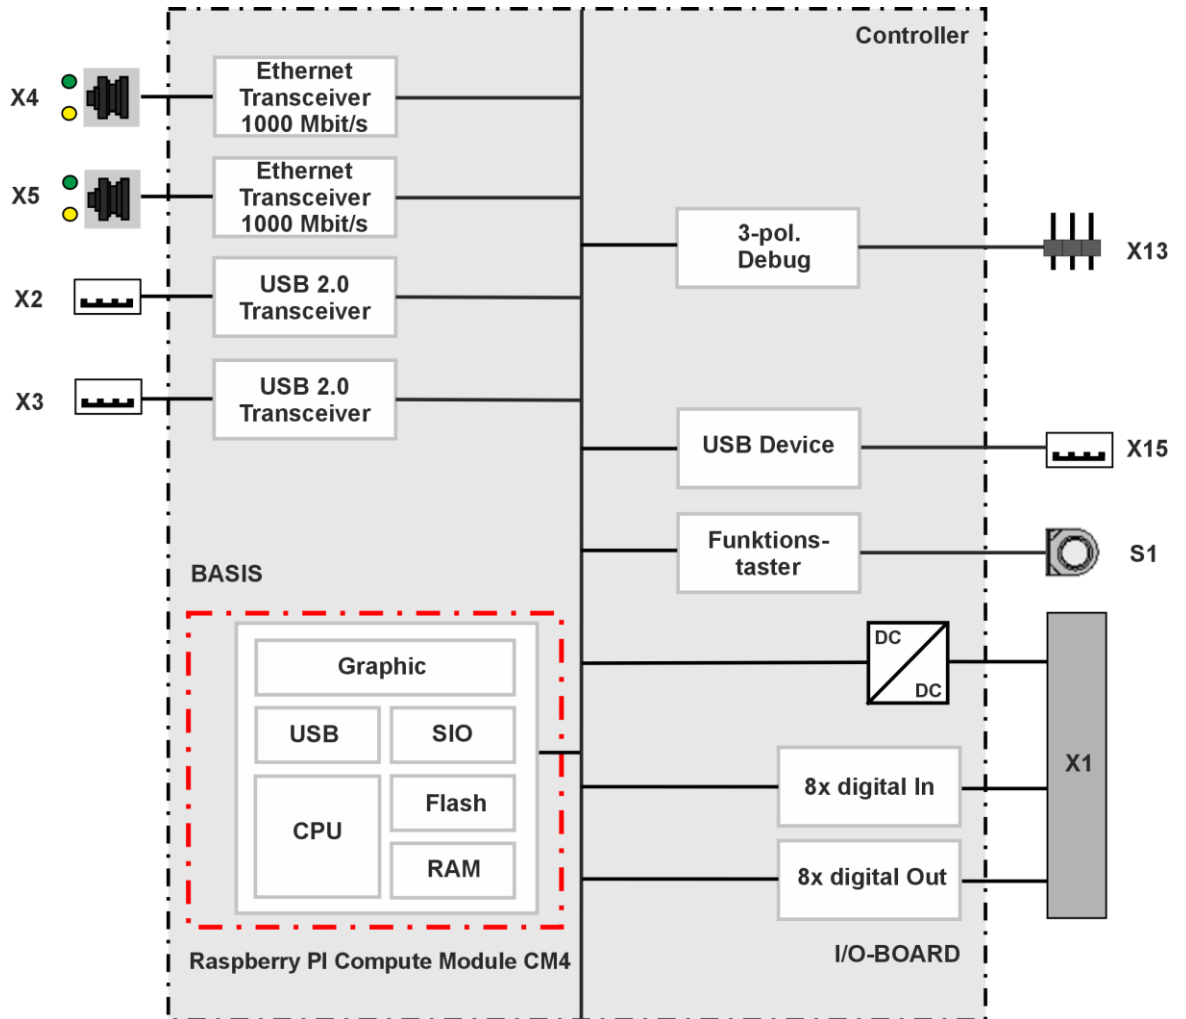 Controller
X4
Ethernet
Transceiver
1000 Mbit/s
X5
Ethernet
Transceiver
1000 Mbit/s
X2
USB 2.0
Transceiver
X3
USB 2.0
Transceiver
3-pol.
Debug
X13
USB Device
X15
Funktions-
taster
S1
BASIS
Graphic
USB
SIO
CPU
Flash
RAM
Raspberry PI Compute Module CM4
DC
DC
8x digital In
8x digital Out
X1
I/O-BOARD